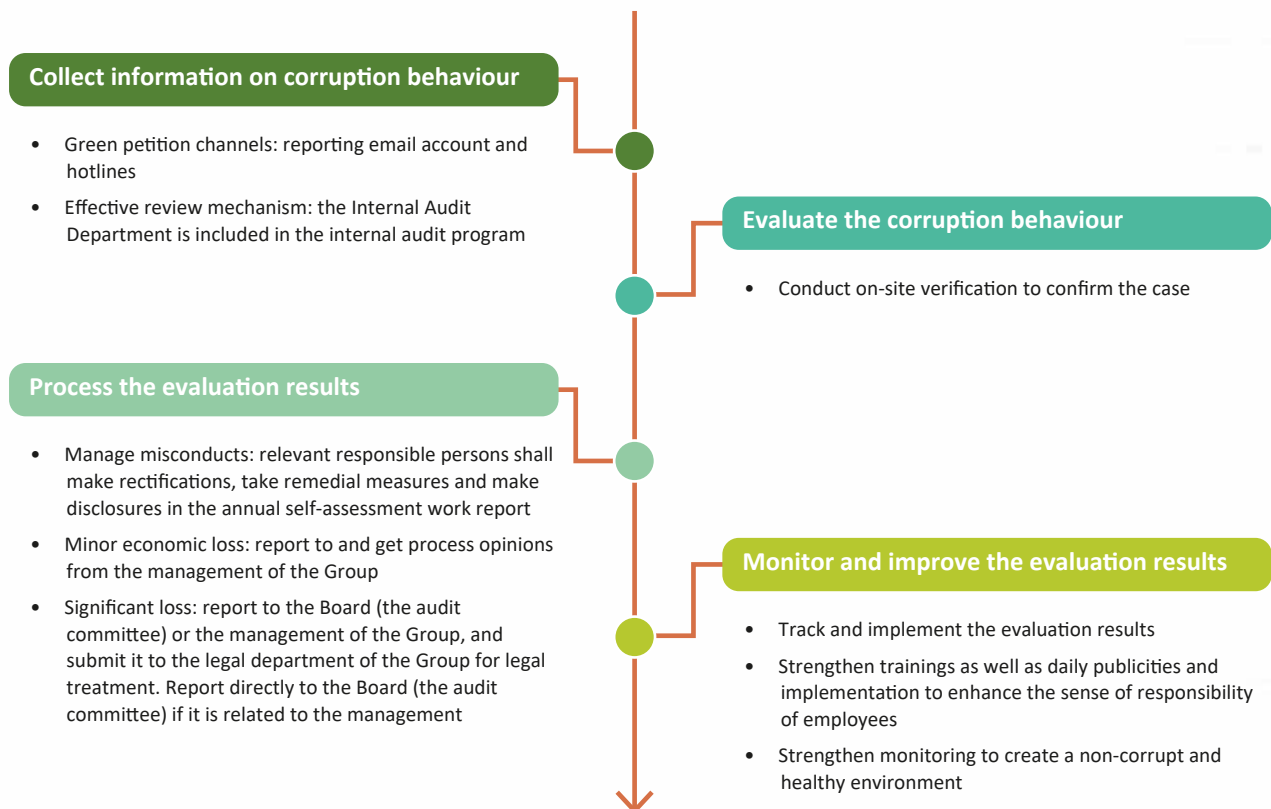 Collect information on corruption behaviour
• Green petition channels: reporting email account and
hotlines
• Effective review mechanism: the Internal Audit
Department is included in the internal audit program
Evaluate the corruption behaviour
• Conduct on-site verification to confirm the case
Process the evaluation results
• Manage misconducts: relevant responsible persons shall
make rectifications, take remedial measures and make
disclosures in the annual self-assessment work report
• Minor economic loss: report to and get process opinions
from the management of the Group
• Significant loss: report to the Board (the audit
committee) or the management of the Group, and
submit it to the legal department of the Group for legal
treatment. Report directly to the Board (the audit
committee) if it is related to the management
Monitor and improve the evaluation results
• Track and implement the evaluation results
• Strengthen trainings as well as daily publicities and
implementation to enhance the sense of responsibility
of employees
• Strengthen monitoring to create a non-corrupt and
healthy environment